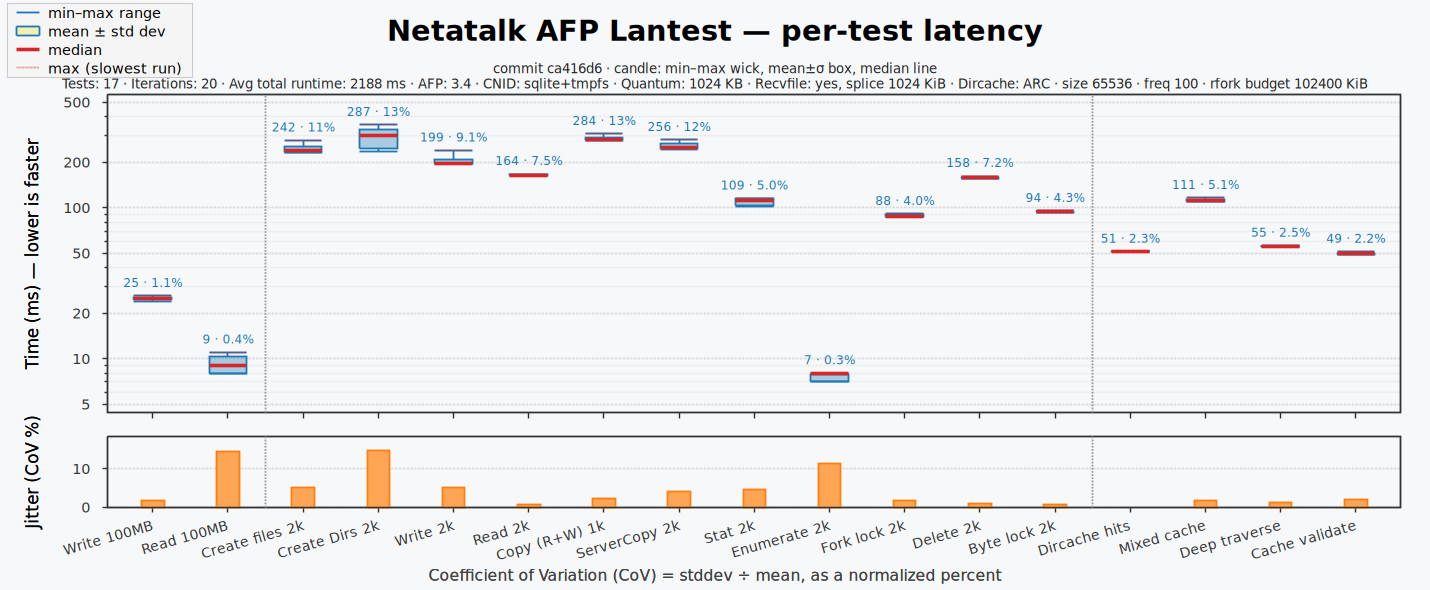 min–max range
mean ± std dev
median
max (slowest run)
Netatalk AFP Lantest — per-test latency
commit ca416d6 · candle: min–max wick, mean±σ box, median line
Tests: 17 · Iterations: 20 · Avg total runtime: 2188 ms · AFP: 3.4 · CNID: sqlite+tmpfs · Quantum: 1024 KB · Recvfile: yes, splice 1024 KiB · Dircache: ARC · size 65536 · freq 100 · rfork budget 102400 KiB
Time (ms) — lower is faster
500
200
100
50
20
10
5
25 · 1.1%
9 · 0.4%
242 · 11%
287 · 13%
199 · 9.1%
164 · 7.5%
284 · 13%
256 · 12%
109 · 5.0%
7 · 0.3%
88 · 4.0%
158 · 7.2%
94 · 4.3%
51 · 2.3%
111 · 5.1%
55 · 2.5%
49 · 2.2%
Jitter (CoV %)
10
0
Write 100MB
Read 100MB
Create files 2k
Create Dirs 2k
Write 2k
Read 2k
Copy (R+W) 1k
ServerCopy 2k
Stat 2k
Enumerate 2k
Fork lock 2k
Delete 2k
Byte lock 2k
Dircache hits
Mixed cache
Deep traverse
Cache validate
Coefficient of Variation (CoV) = stddev ÷ mean, as a normalized percent